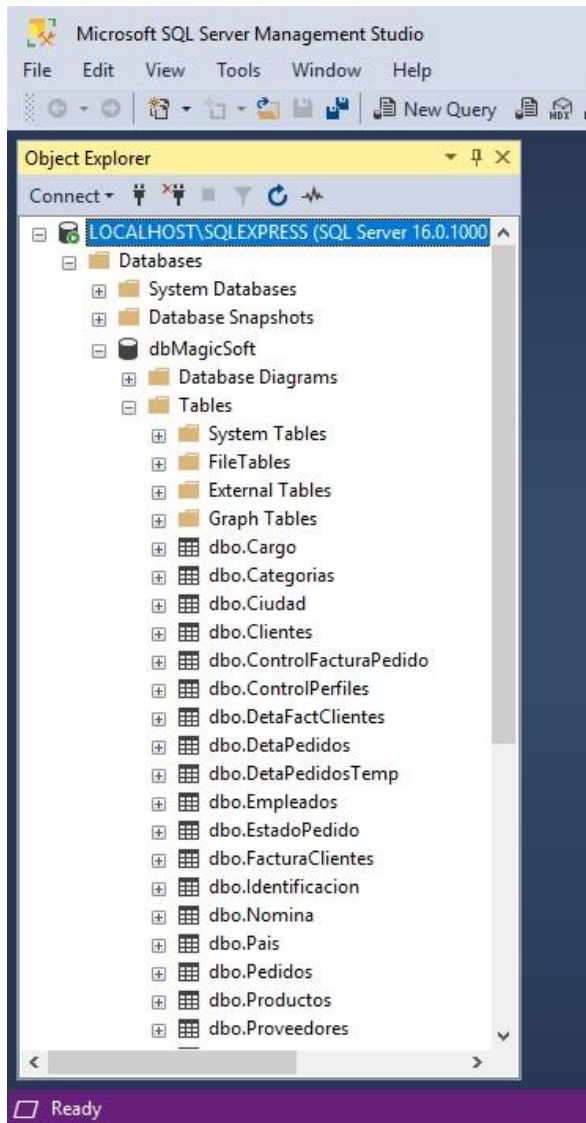 Microsoft SQL Server Management Studio
File Edit View Tools Window Help
New Query MDX
Object Explorer
Connect
LOCALHOST\SQLEXPRESS (SQL Server 16.0.1000
Databases
System Databases
Database Snapshots
dbMagicSoft
Database Diagrams
Tables
System Tables
FileTables
External Tables
Graph Tables
dbo.Cargo
dbo.Categorias
dbo.Ciudad
dbo.Clientes
dbo.ControlFacturaPedido
dbo.ControlPerfiles
dbo.DetaFactClientes
dbo.DetaPedidos
dbo.DetaPedidosTemp
dbo.Empleados
dbo.EstadoPedido
dbo.FacturaClientes
dbo.Identificacion
dbo.Nomina
dbo.Pais
dbo.Pedidos
dbo.Productos
dbo.Proveedores
Ready